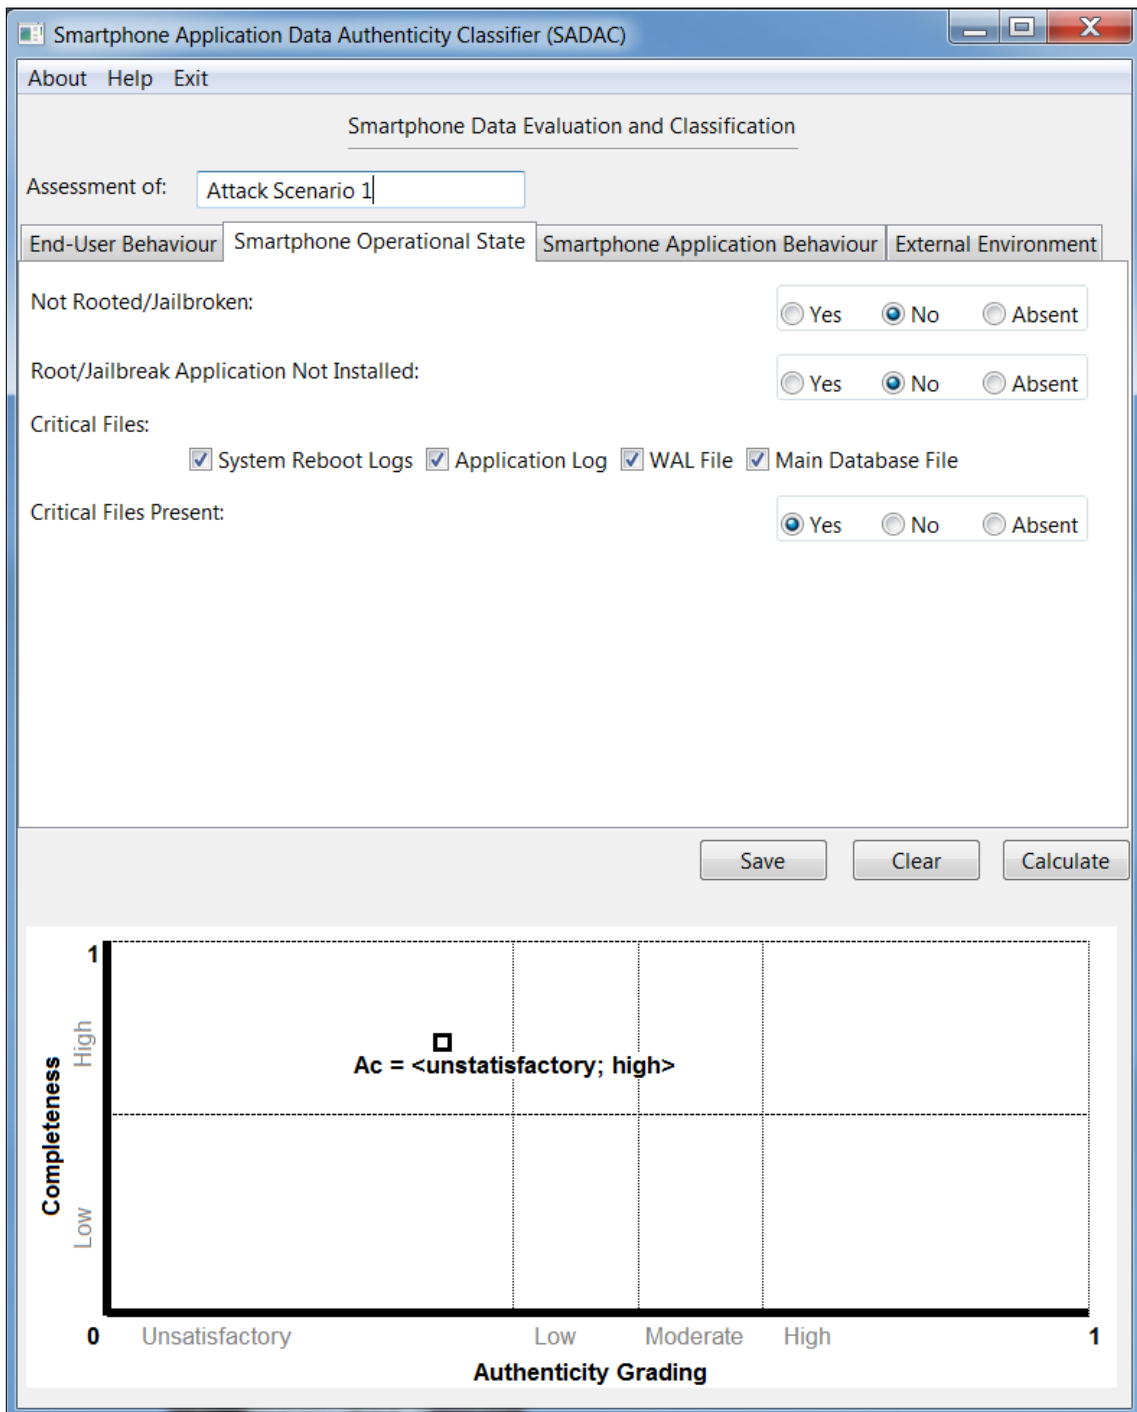 Smartphone Application Data Authenticity Classifier (SADAC)
About Help Exit
Smartphone Data Evaluation and Classification
Assessment of: Attack Scenario 1
End-User Behaviour Smartphone Operational State Smartphone Application Behaviour External Environment
Not Rooted/Jailbroken: Yes No Absent
Root/Jailbreak Application Not Installed: Yes No Absent
Critical Files:
System Reboot Logs Application Log WAL File Main Database File
Critical Files Present: Yes No Absent
Save Clear Calculate
1
High
Ac = <unstatisfactory; high>
Completeness
Low
0 Unsatisfactory Low Moderate High 1
Authenticity Grading